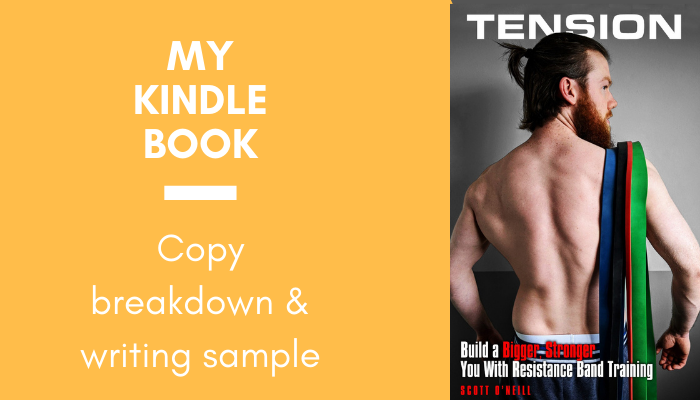 MY
KINDLE
BOOK
Copy
breakdown &
writing sample
TENSION
Build a Bigger, Stronger
You With Resistance Band Training
SCOTT O'NEILL